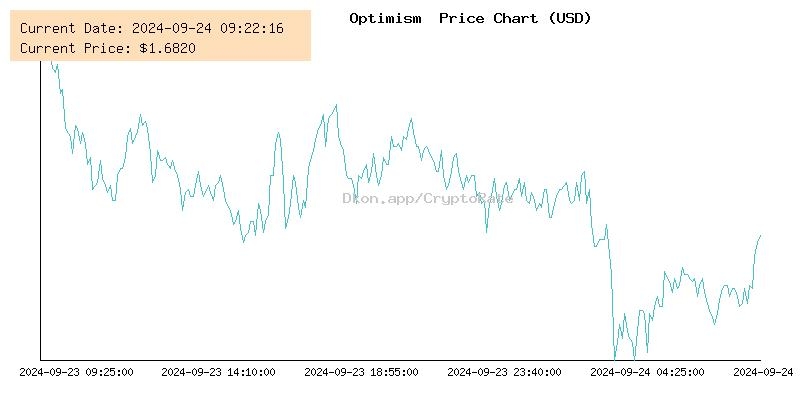 Optimism Price Chart (USD)
Current Date: 2024-09-24 09:22:16
Current Price: $1.6820
Dkon.app/CryptoRate
2024-09-23 09:25:00 2024-09-23 14:10:00 2024-09-23 18:55:00 2024-09-23 23:40:00 2024-09-24 04:25:00 2024-09-24